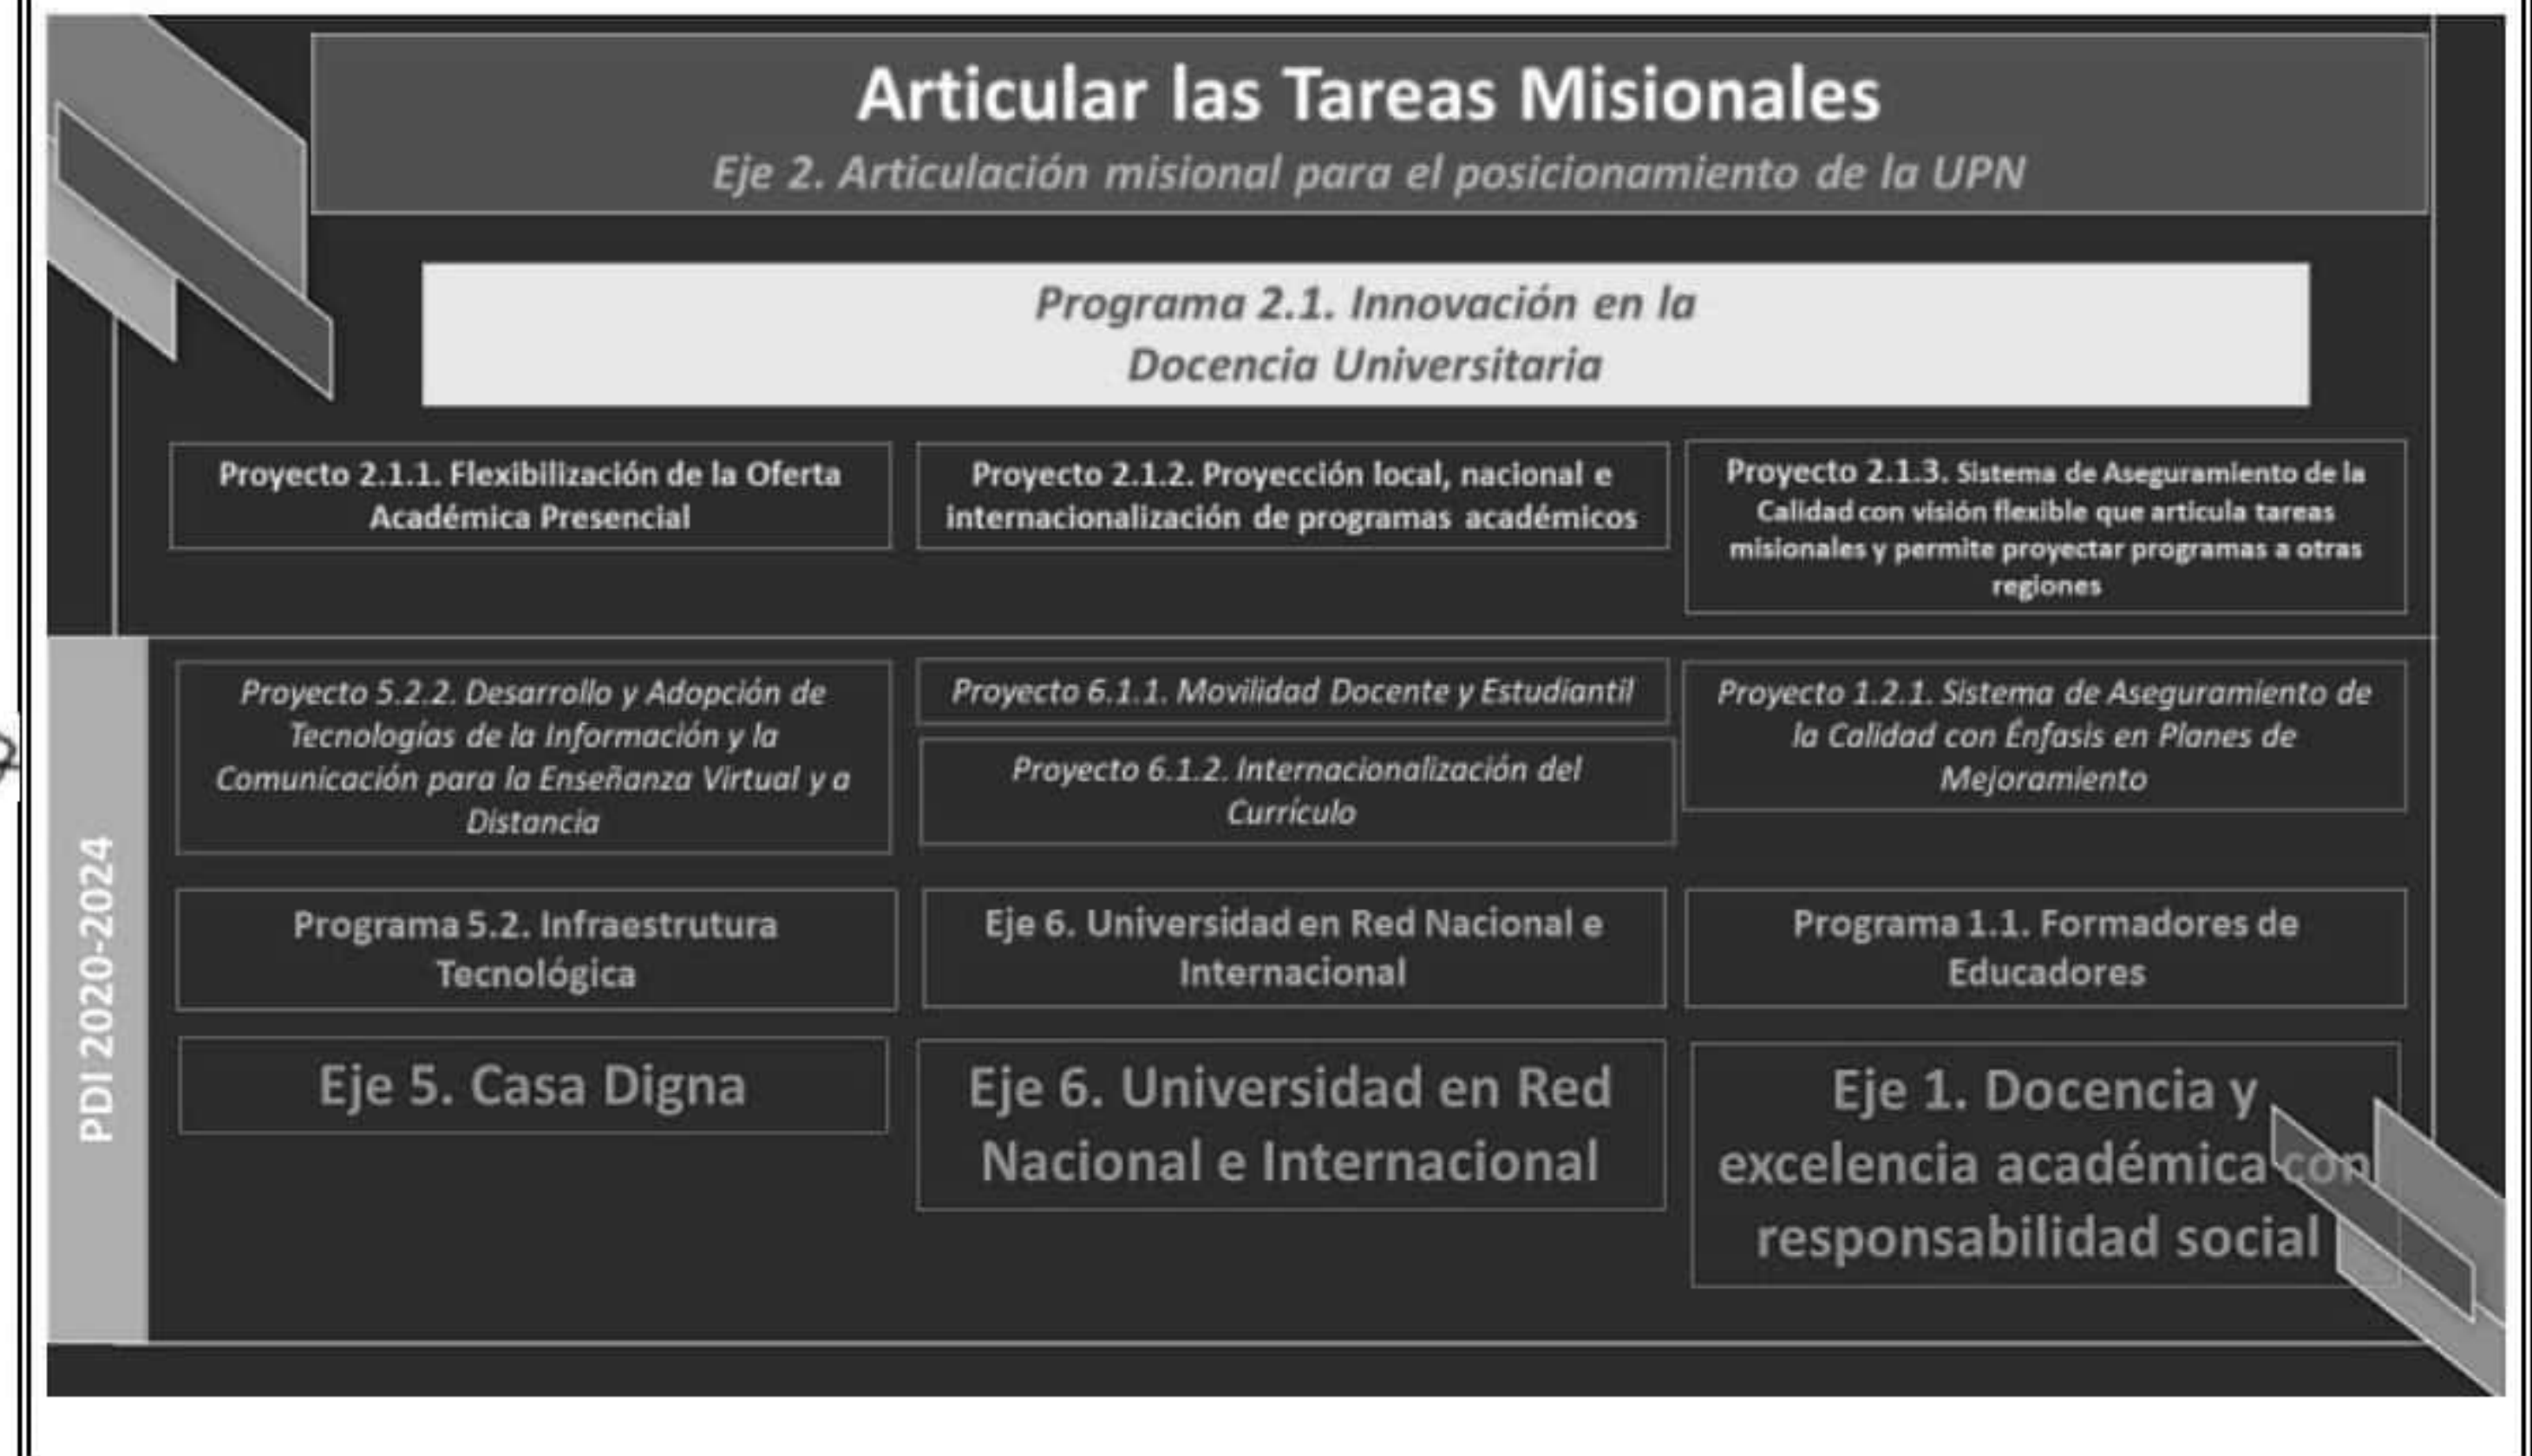 Articular las Tareas Misionales
Eje 2. Articulación misional para el posicionamiento de la UPN
Programa 2.1. Innovación en la
Docencia Universitaria
Proyecto 2.1.1. Flexibilización de la Oferta
Académica Presencial
Proyecto 2.1.2. Proyección local, nacional e
internacionalización de programas académicos
Proyecto 2.1.3. Sistema de Aseguramiento de la
Calidad con visión flexible que articula tareas
misionales y permite proyectar programas a otras
regiones
PDI 2020-2024
Proyecto 5.2.2. Desarrollo y Adopción de
Tecnologías de la Información y la
Comunicación para la Enseñanza Virtual y a
Distancia
Proyecto 6.1.1. Movilidad Docente y Estudiantil
Proyecto 6.1.2. Internacionalización del
Currículo
Proyecto 1.2.1. Sistema de Aseguramiento de
la Calidad con Énfasis en Planes de
Mejoramiento
Programa 5.2. Infraestrutura
Tecnológica
Eje 6. Universidad en Red Nacional e
Internacional
Programa 1.1. Formadores de
Educadores
Eje 5. Casa Digna
Eje 6. Universidad en Red
Nacional e Internacional
Eje 1. Docencia y
excelencia académica con
responsabilidad social